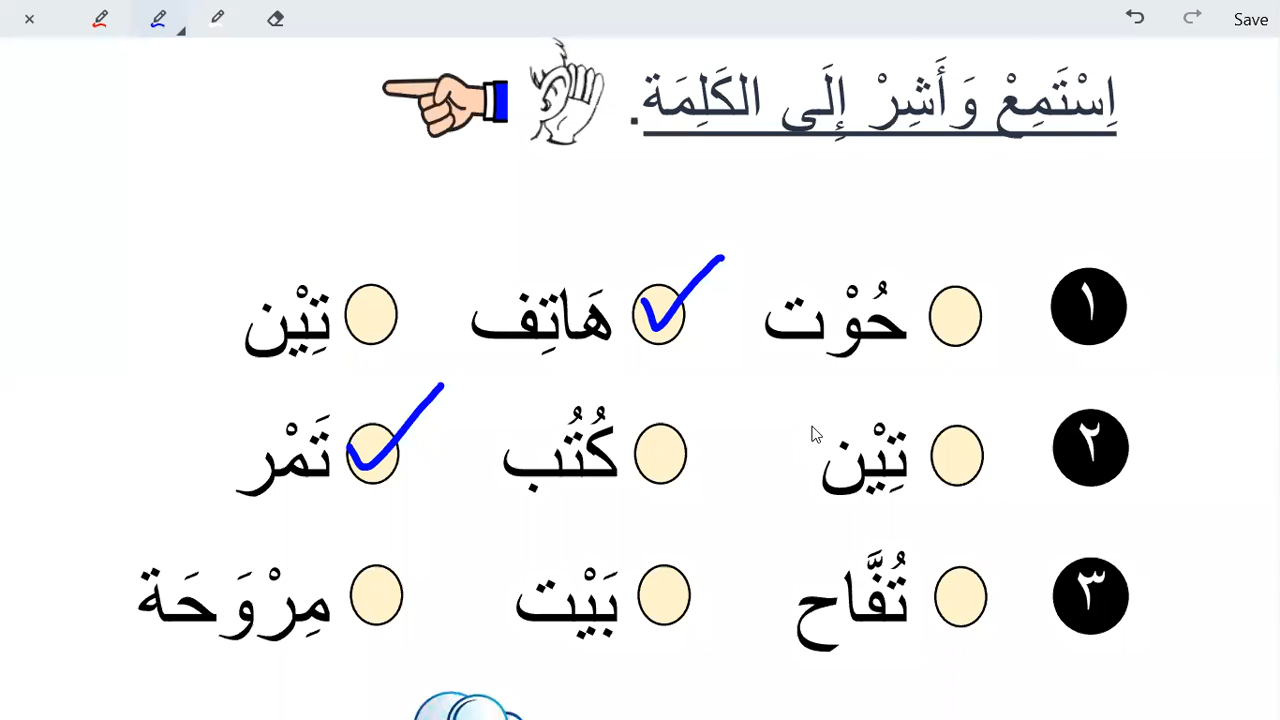 Save
اِسْتَمِعْ وَأَشِرْ إِلَى الكَلِمَة.
١ حُوْت هَاتِف تِيْن
٢ تِيْن كُتُب تَمْر
٣ تُفَّاح بَيْت مِرْوَحَة